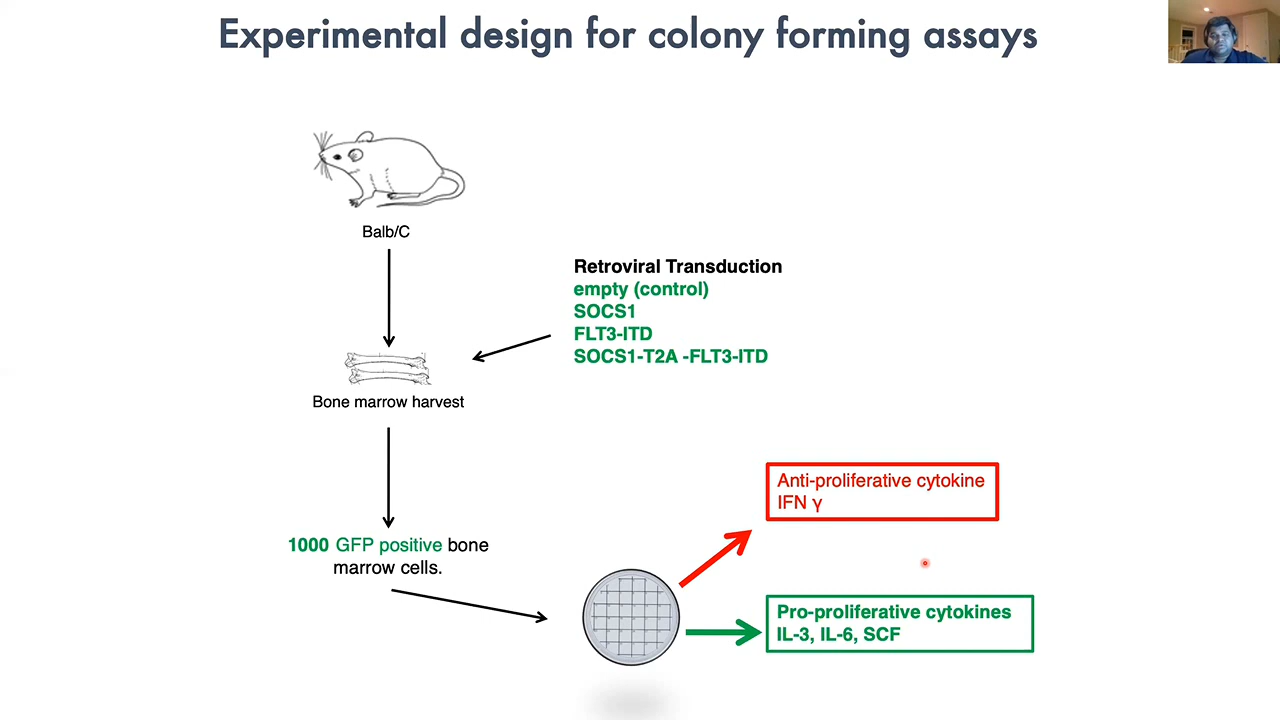 Experimental design for colony forming assays
Balb/C
Retroviral Transduction
empty (control)
SOCS1
FLT3-ITD
SOCS1-T2A -FLT3-ITD
Bone marrow harvest
Anti-proliferative cytokine
IFN γ
1000 GFP positive bone
marrow cells.
Pro-proliferative cytokines
IL-3, IL-6, SCF